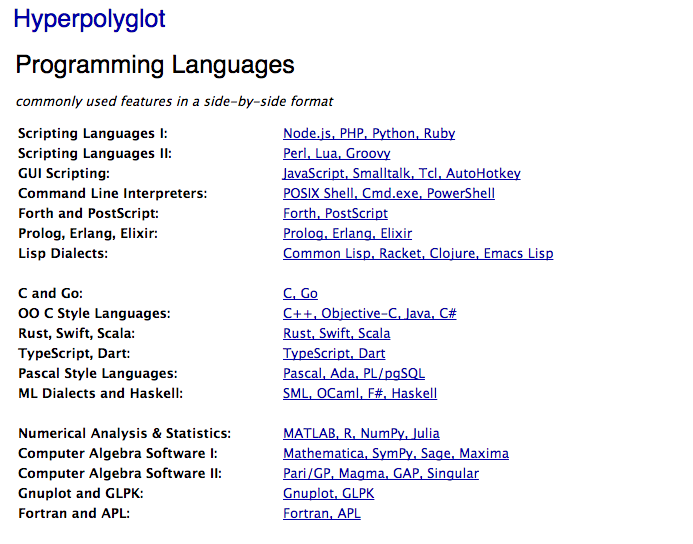 Hyperpolyglot
Programming Languages
commonly used features in a side-by-side format
Scripting Languages I: Node.js, PHP, Python, Ruby
Scripting Languages II: Perl, Lua, Groovy
GUI Scripting: JavaScript, Smalltalk, Tcl, AutoHotkey
Command Line Interpreters: POSIX Shell, Cmd.exe, PowerShell
Forth and PostScript: Forth, PostScript
Prolog, Erlang, Elixir: Prolog, Erlang, Elixir
Lisp Dialects: Common Lisp, Racket, Clojure, Emacs Lisp
C and Go: C, Go
OO C Style Languages: C++, Objective-C, Java, C#
Rust, Swift, Scala: Rust, Swift, Scala
TypeScript, Dart: TypeScript, Dart
Pascal Style Languages: Pascal, Ada, PL/pgSQL
ML Dialects and Haskell: SML, OCaml, F#, Haskell
Numerical Analysis & Statistics: MATLAB, R, NumPy, Julia
Computer Algebra Software I: Mathematica, SymPy, Sage, Maxima
Computer Algebra Software II: Pari/GP, Magma, GAP, Singular
Gnuplot and GLPK: Gnuplot, GLPK
Fortran and APL: Fortran, APL